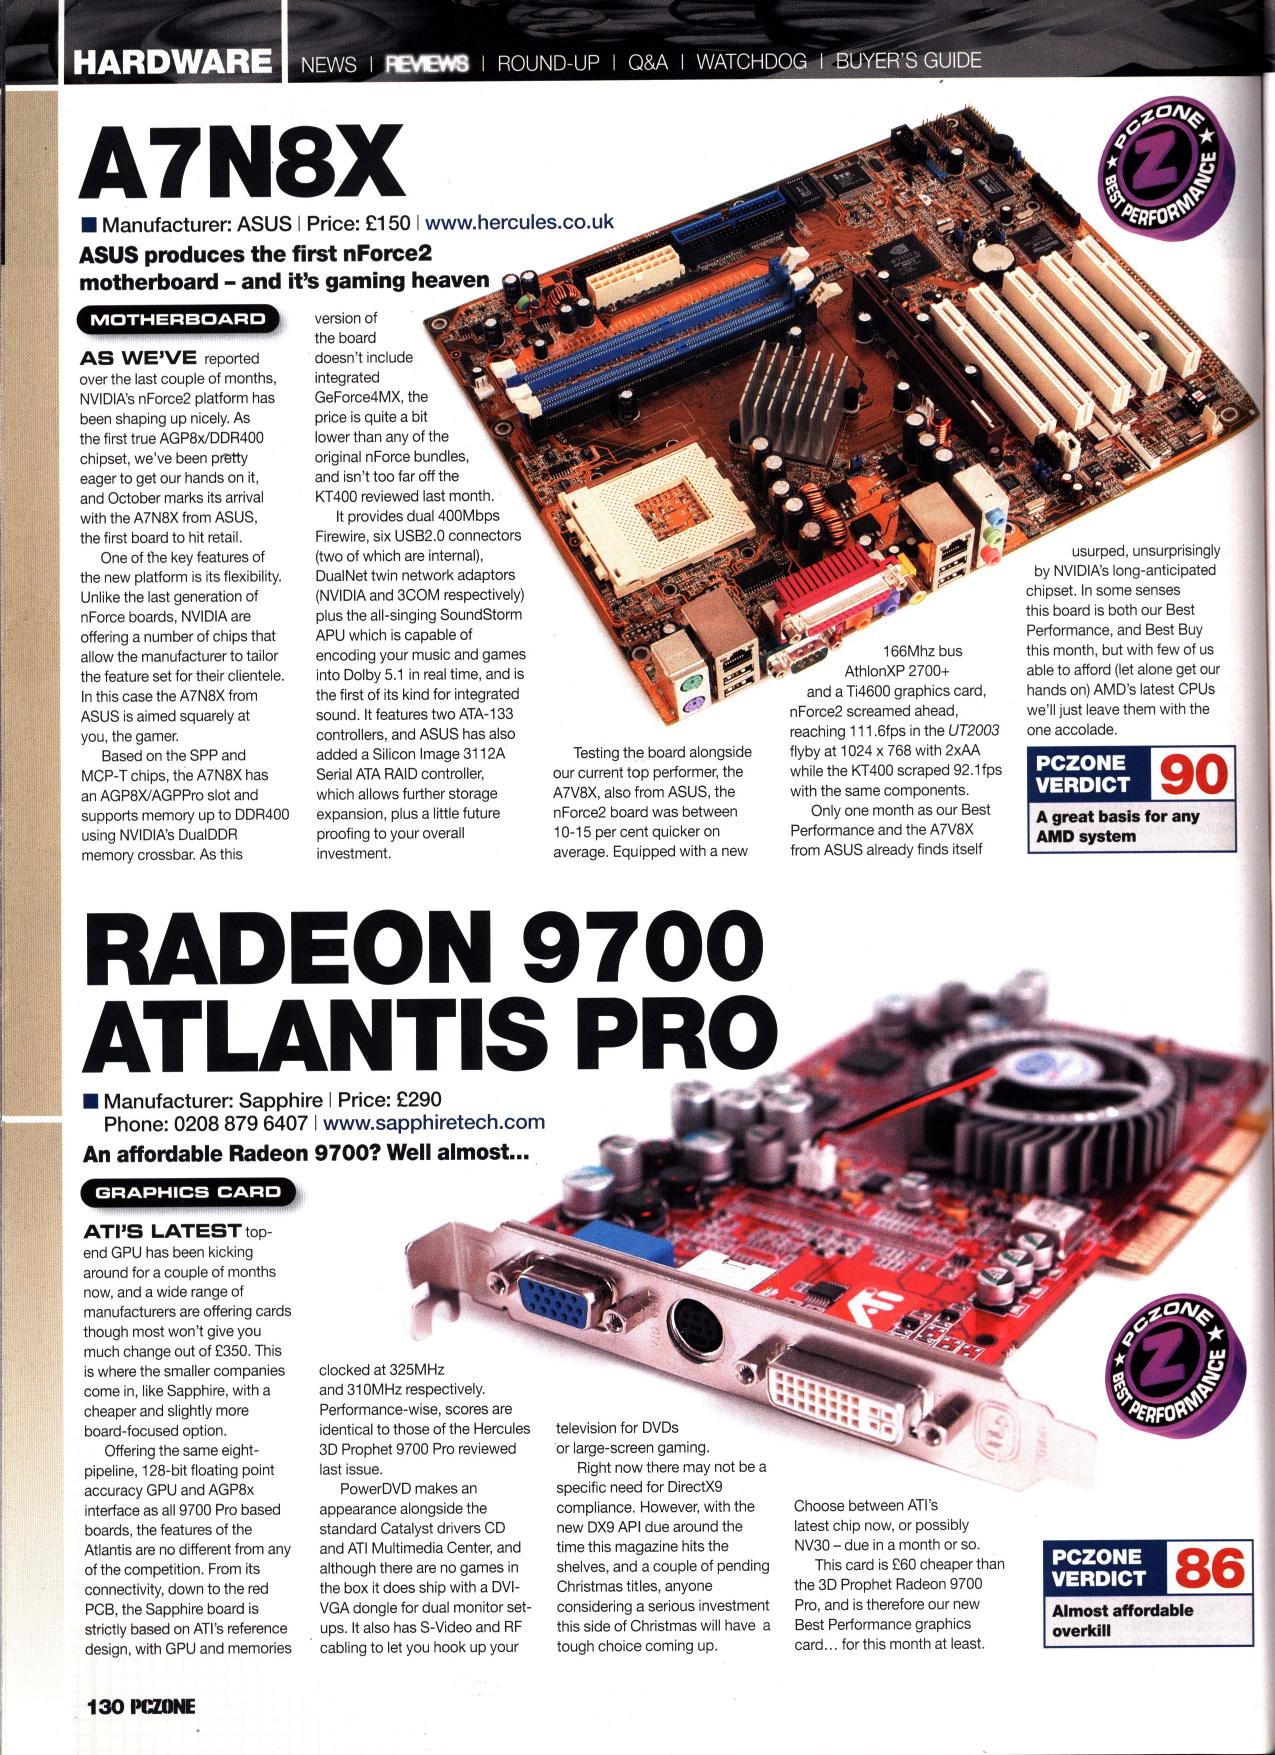 HARDWARE
NEWS | REVIEWS | ROUND-UP | Q&A | WATCHDOG | BUYER'S GUIDE
A7N8X
PCZONE
Z
BEST PERFORMANCE
■ Manufacturer: ASUS | Price: £150 | www.hercules.co.uk
ASUS produces the first nForce2
motherboard – and it's gaming heaven
MOTHERBOARD
AS WE'VE reported
over the last couple of months,
NVIDIA's nForce2 platform has
been shaping up nicely. As
the first true AGP8x/DDR400
chipset, we've been pretty
eager to get our hands on it,
and October marks its arrival
with the A7N8X from ASUS,
the first board to hit retail.
One of the key features of
the new platform is its flexibility.
Unlike the last generation of
nForce boards, NVIDIA are
offering a number of chips that
allow the manufacturer to tailor
the feature set for their clientele.
In this case the A7N8X from
ASUS is aimed squarely at
you, the gamer.
Based on the SPP and
MCP-T chips, the A7N8X has
an AGP8X/AGPPro slot and
supports memory up to DDR400
using NVIDIA's DualDDR
memory crossbar. As this
version of
the board
doesn't include
integrated
GeForce4MX, the
price is quite a bit
lower than any of the
original nForce bundles,
and isn't too far off the
KT400 reviewed last month.
It provides dual 400Mbps
Firewire, six USB2.0 connectors
(two of which are internal),
DualNet twin network adaptors
(NVIDIA and 3COM respectively)
plus the all-singing SoundStorm
APU which is capable of
encoding your music and games
into Dolby 5.1 in real time, and is
the first of its kind for integrated
sound. It features two ATA-133
controllers, and ASUS has also
added a Silicon Image 3112A
Serial ATA RAID controller,
which allows further storage
expansion, plus a little future
proofing to your overall
investment.
Testing the board alongside
our current top performer, the
A7V8X, also from ASUS, the
nForce2 board was between
10-15 per cent quicker on
average. Equipped with a new
166Mhz bus
AthlonXP 2700+
and a Ti4600 graphics card,
nForce2 screamed ahead,
reaching 111.6fps in the UT2003
flyby at 1024 x 768 with 2xAA
while the KT400 scraped 92.1fps
with the same components.
Only one month as our Best
Performance and the A7V8X
from ASUS already finds itself
usurped, unsurprisingly
by NVIDIA's long-anticipated
chipset. In some senses
this board is both our Best
Performance, and Best Buy
this month, but with few of us
able to afford (let alone get our
hands on) AMD's latest CPUs
we'll just leave them with the
one accolade.
PCZONE
VERDICT 90
A great basis for any
AMD system
RADEON 9700
ATLANTIS PRO
■ Manufacturer: Sapphire | Price: £290
Phone: 0208 879 6407 | www.sapphiretech.com
An affordable Radeon 9700? Well almost...
GRAPHICS CARD
ATI'S LATEST top-
end GPU has been kicking
around for a couple of months
now, and a wide range of
manufacturers are offering cards
though most won't give you
much change out of £350. This
is where the smaller companies
come in, like Sapphire, with a
cheaper and slightly more
board-focused option.
Offering the same eight-
pipeline, 128-bit floating point
accuracy GPU and AGP8x
interface as all 9700 Pro based
boards, the features of the
Atlantis are no different from any
of the competition. From its
connectivity, down to the red
PCB, the Sapphire board is
strictly based on ATI's reference
design, with GPU and memories
clocked at 325MHz
and 310MHz respectively.
Performance-wise, scores are
identical to those of the Hercules
3D Prophet 9700 Pro reviewed
last issue.
PowerDVD makes an
appearance alongside the
standard Catalyst drivers CD
and ATI Multimedia Center, and
although there are no games in
the box it does ship with a DVI-
VGA dongle for dual monitor set-
ups. It also has S-Video and RF
cabling to let you hook up your
television for DVDs
or large-screen gaming.
Right now there may not be a
specific need for DirectX9
compliance. However, with the
new DX9 API due around the
time this magazine hits the
shelves, and a couple of pending
Christmas titles, anyone
considering a serious investment
this side of Christmas will have a
tough choice coming up.
Choose between ATI's
latest chip now, or possibly
NV30 – due in a month or so.
This card is £60 cheaper than
the 3D Prophet Radeon 9700
Pro, and is therefore our new
Best Performance graphics
card... for this month at least.
ATI
PCZONE
Z
BEST PERFORMANCE
PCZONE
VERDICT 86
Almost affordable
overkill
130 PCZONE